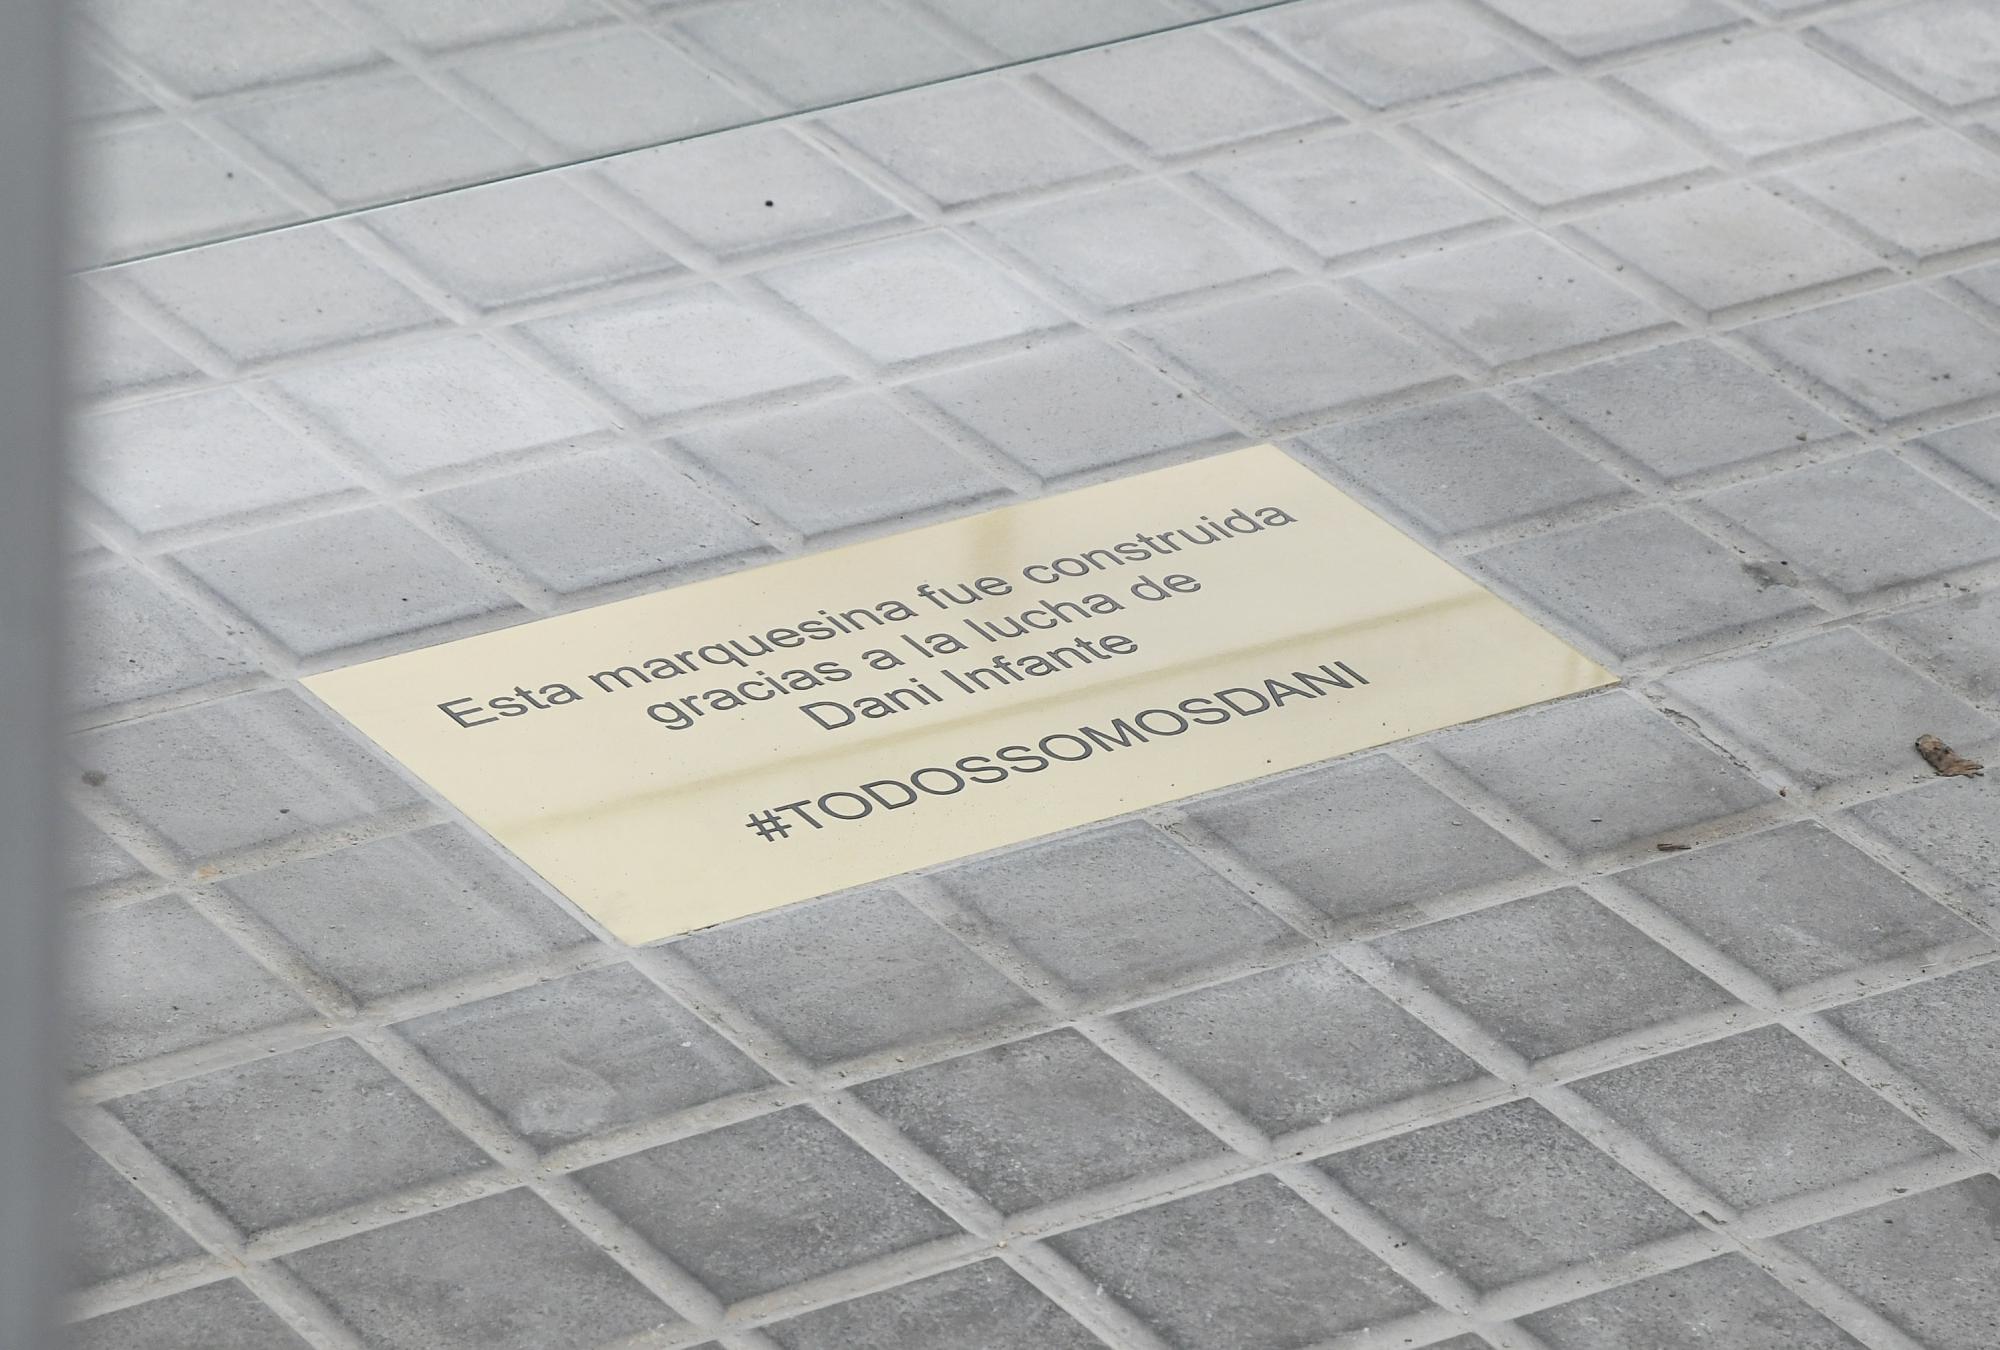 Esta marquesina fue construida
gracias a la lucha de
Dani Infante
#TODOSSOMOSDANI